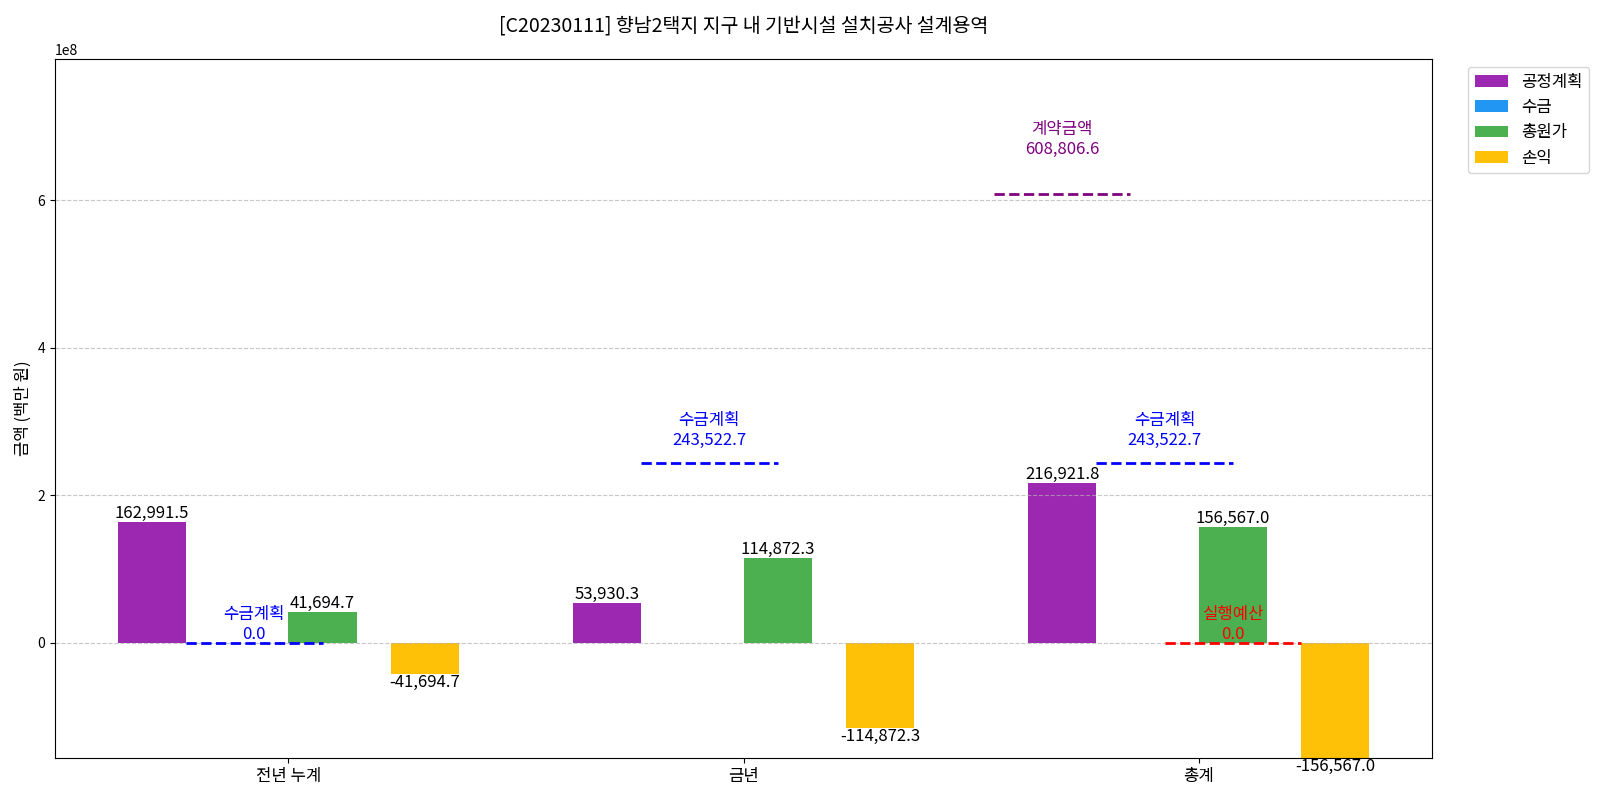 [C20230111] 향남2택지 지구 내 기반시설 설치공사 설계용역
1e8
공정계획
수금
총원가
손익
계약금액
608,806.6
6
4
금액 (백만 원)
수금계획
243,522.7
수금계획
243,522.7
216,921.8
2
162,991.5
156,567.0
114,872.3
53,930.3
41,694.7
수금계획
0.0
실행예산
0.0
0
-41,694.7
-114,872.3
-156,567.0
전년 누계
금년
총계